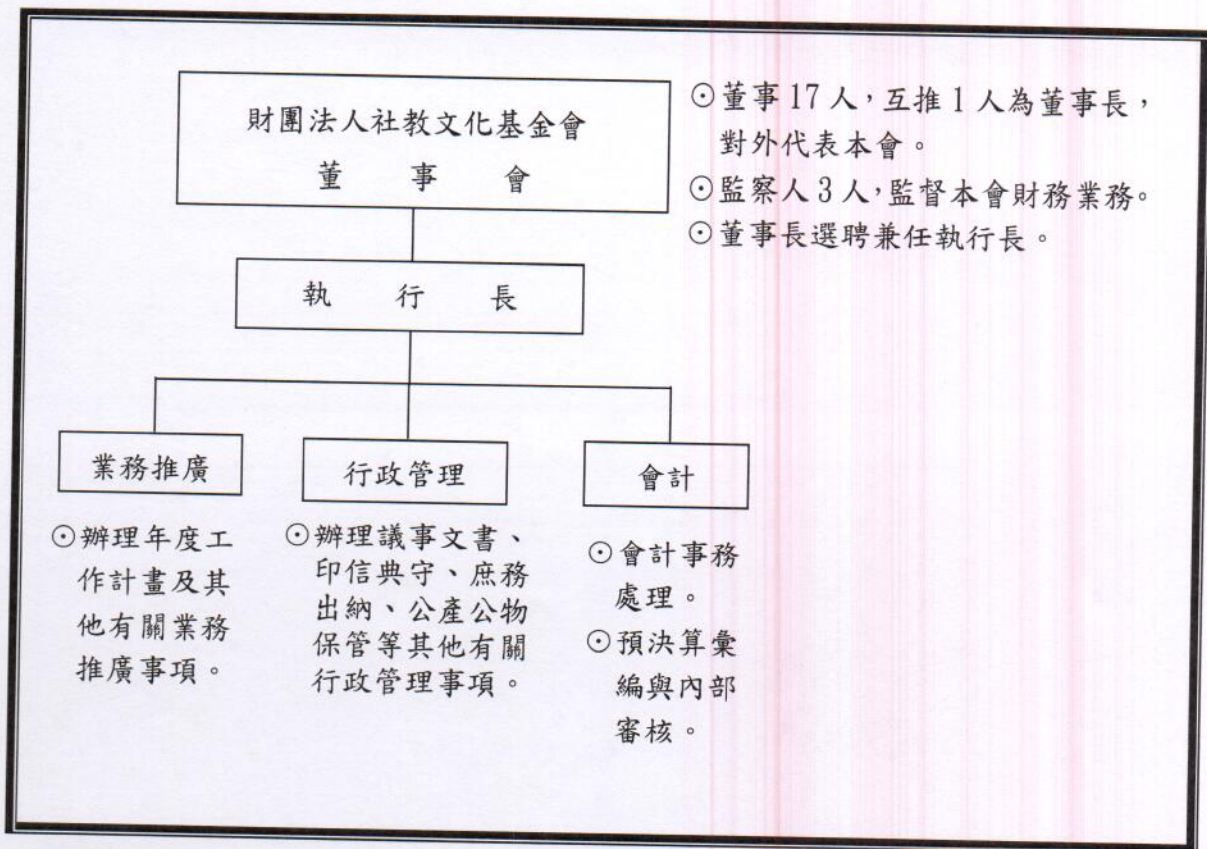 財團法人社教文化基金會
董 事 會
⊙董事17人，互推1人為董事長，
對外代表本會。
⊙監察人3人，監督本會財務業務。
⊙董事長選聘兼任執行長。
執 行 長
業務推廣
⊙辦理年度工
作計畫及其
他有關業務
推廣事項。
行政管理
⊙辦理議事文書、
印信典守、庶務
出納、公產公物
保管等其他有關
行政管理事項。
會計
⊙會計事務
處理。
⊙預決算彙
編與內部
審核。